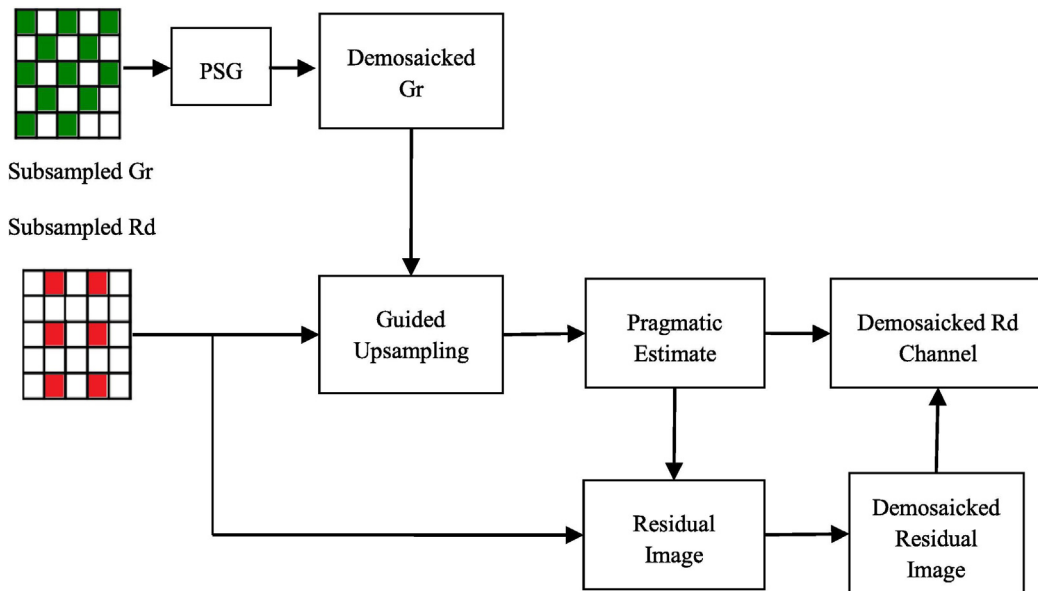 PSG
Demosaicked
Gr
Subsampled Gr
Subsampled Rd
Guided
Upsampling
Pragmatic
Estimate
Demosaicked Rd
Channel
Residual
Image
Demosaicked
Residual
Image